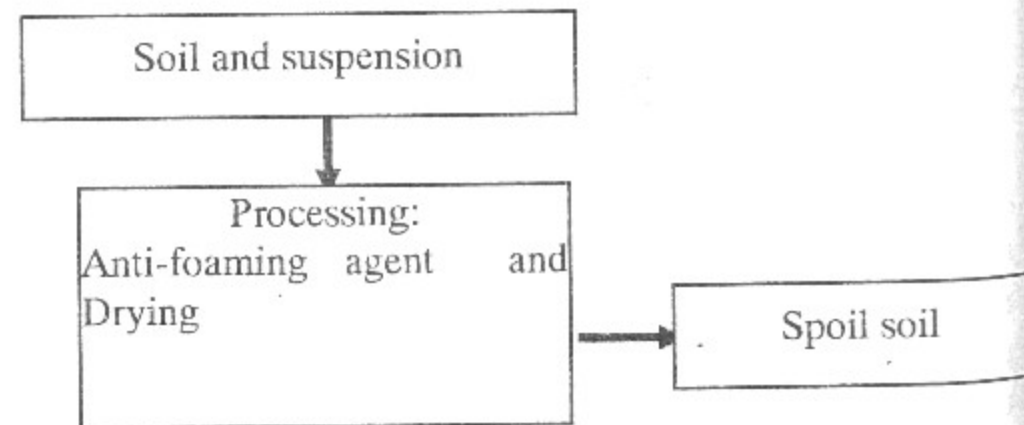 Soil and suspension
Processing:
Anti-foaming agent and
Drying
Spoil soil